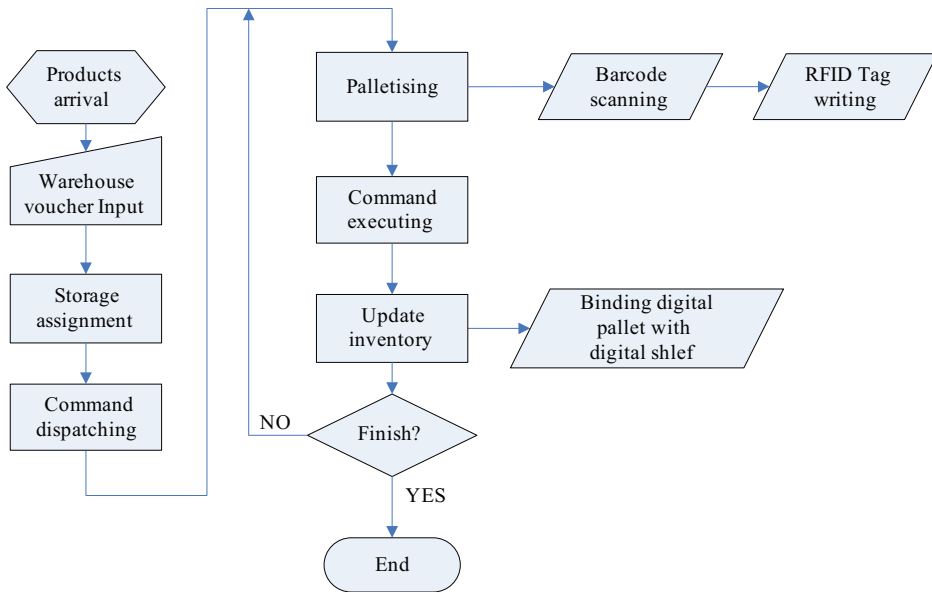 Products
arrival
Warehouse
voucher Input
Storage
assignment
Command
dispatching
Palletising
Barcode
scanning
RFID Tag
writing
Command
executing
Update
inventory
Binding digital
pallet with
digital shlef
Finish?
NO
YES
End